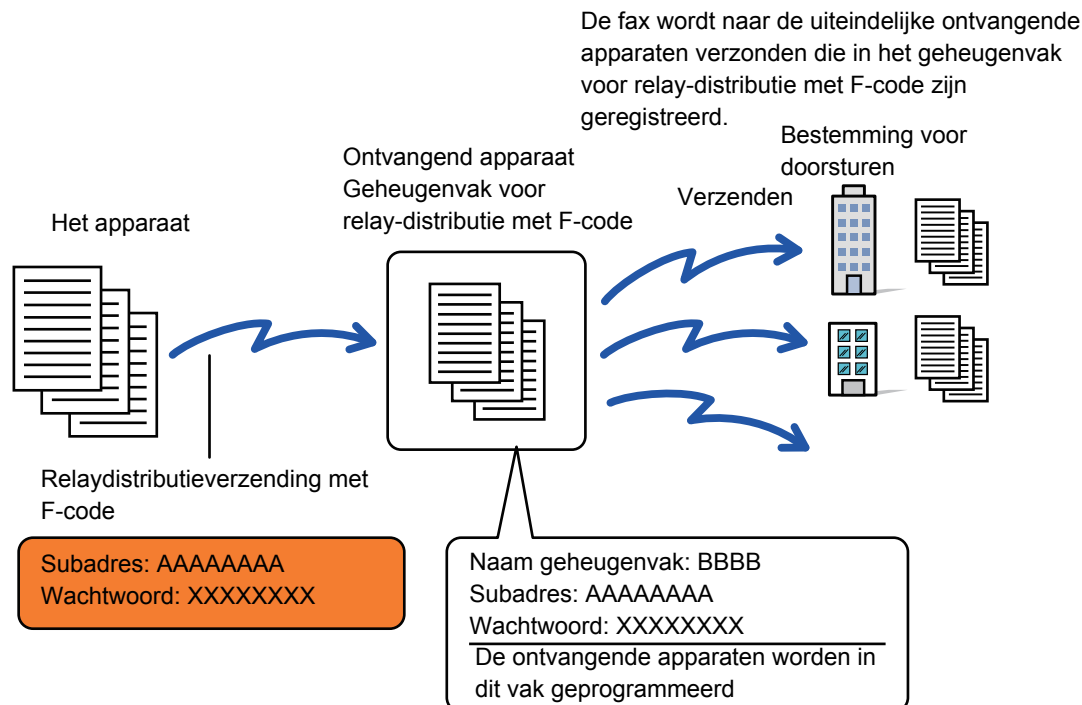 De fax wordt naar de uiteindelijke ontvangende
apparaten verzonden die in het geheugenvak
voor relay-distributie met F-code zijn
geregistreerd.
Bestemming voor
doorsturen
Ontvangend apparaat
Geheugenvak voor
relay-distributie met F-code
Verzenden
Het apparaat
Relaydistributieverzending met
F-code
Subadres: AAAAAAAA
Wachtwoord: XXXXXXXX
Naam geheugenvak: BBBB
Subadres: AAAAAAAA
Wachtwoord: XXXXXXXX
De ontvangende apparaten worden in
dit vak geprogrammeerd